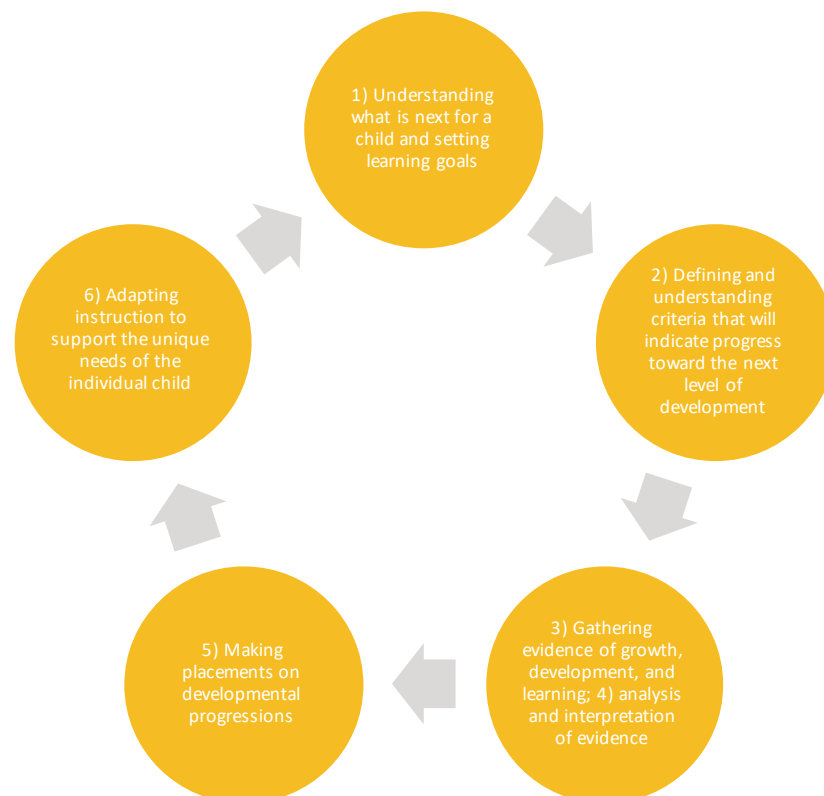 1) Understanding
what is next for a
child and setting
learning goals
2) Defining and
understanding
criteria that will
indicate progress
toward the next
level of
development
3) Gathering
evidence of growth,
development, and
learning; 4) analysis
and interpretation
of evidence
5) Making
placements on
developmental
progressions
6) Adapting
instruction to
support the unique
needs of the
individual child